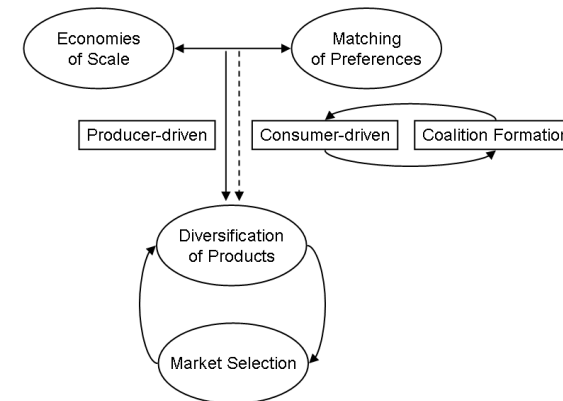 Economies
of Scale
Matching
of Preferences
Producer-driven
Consumer-driven
Coalition Formation
Diversification
of Products
Market Selection